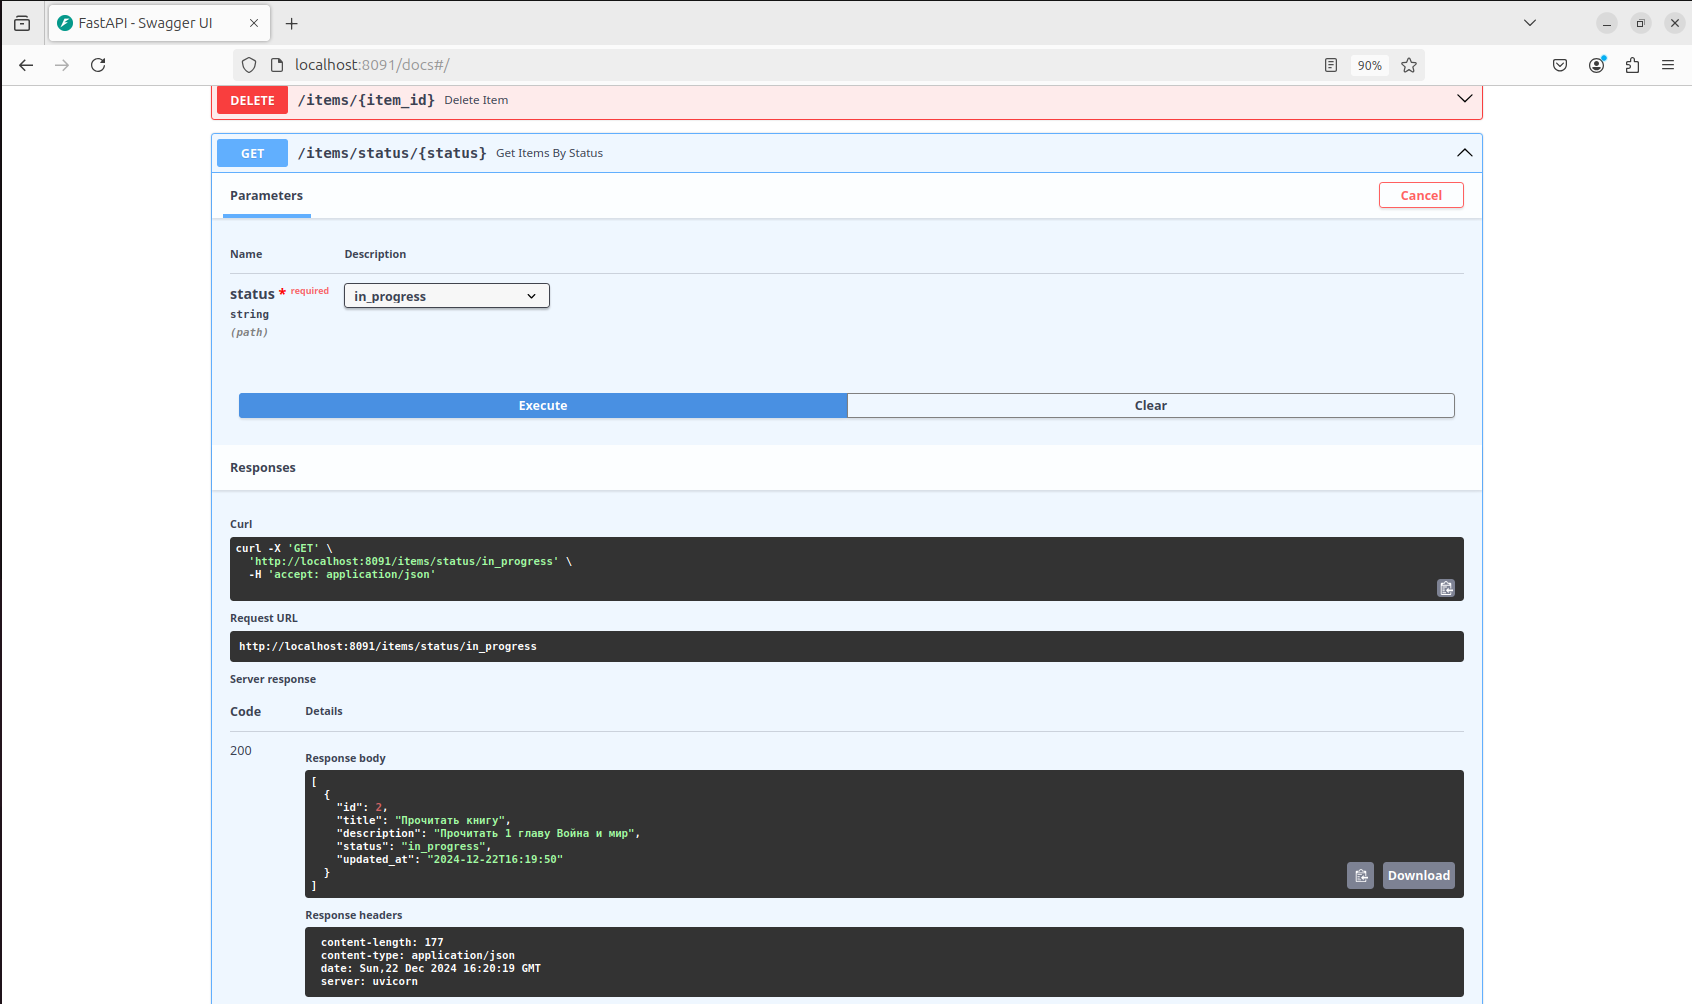 FastAPI - Swagger UI
localhost:8091/docs#/
90%
DELETE /items/{item_id} Delete Item
GET /items/status/{status} Get Items By Status
Parameters
Cancel
Name Description
status * required
in_progress
string
(path)
Execute
Clear
Responses
Curl
curl -X 'GET' \
'http://localhost:8091/items/status/in_progress' \
-H 'accept: application/json'
Request URL
http://localhost:8091/items/status/in_progress
Server response
Code Details
200
Response body
[
{
"id": 2,
"title": "Прочитать книгу",
"description": "Прочитать 1 главу Война и мир",
"status": "in_progress",
"updated_at": "2024-12-22T16:19:50"
}
]
Download
Response headers
content-length: 177
content-type: application/json
date: Sun,22 Dec 2024 16:20:19 GMT
server: uvicorn